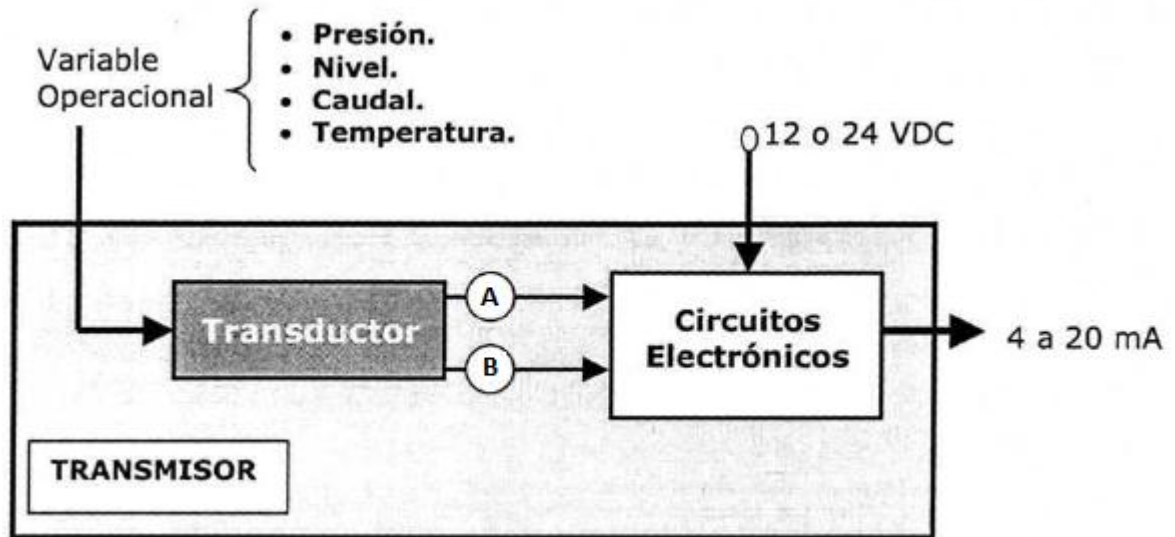 Variable
Operacional
• Presión.
• Nivel.
• Caudal.
• Temperatura.
12 o 24 VDC
Transductor
A
B
Circuitos
Electrónicos
4 a 20 mA
TRANSMISOR